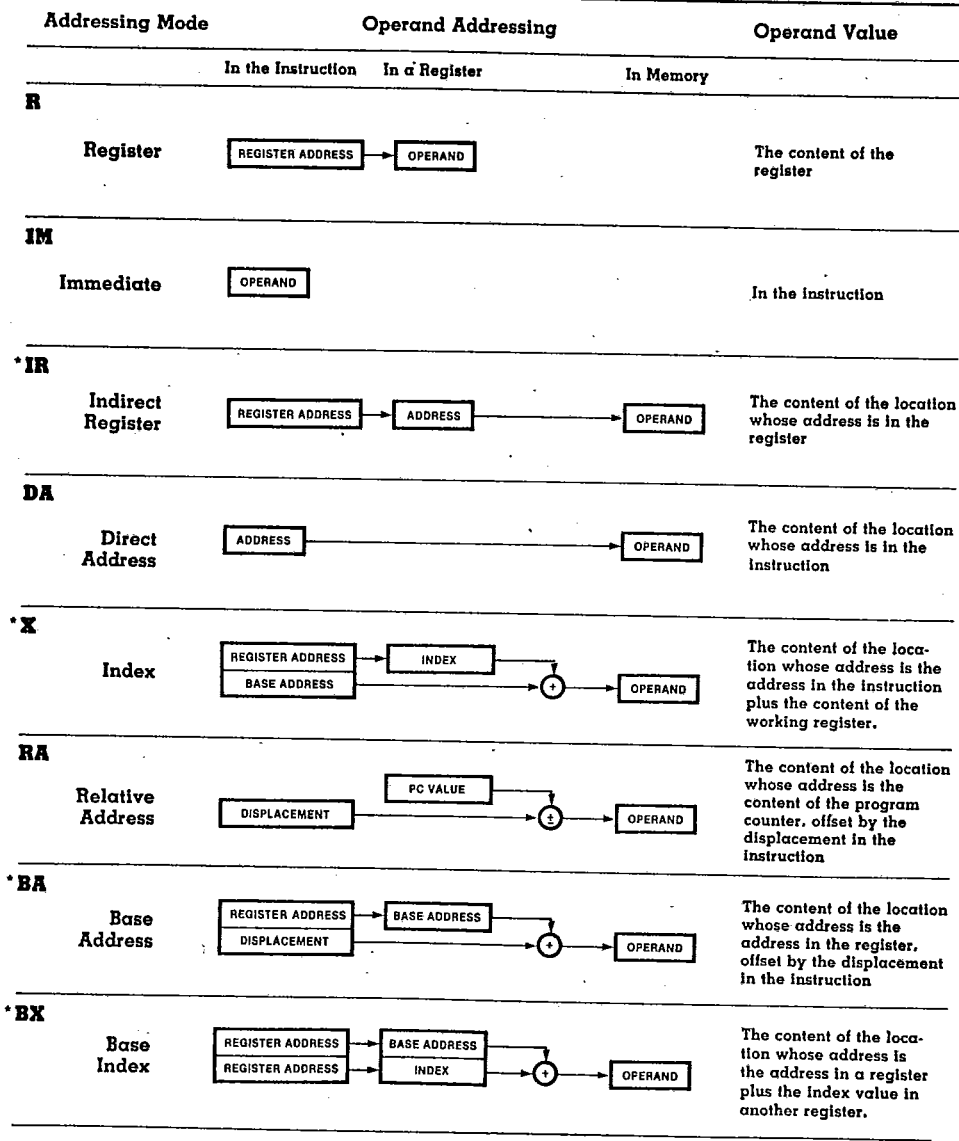 Addressing Mode Operand Addressing Operand Value
In the Instruction In a Register In Memory
R
Register REGISTER ADDRESS OPERAND The content of the
register
IM
Immediate OPERAND In the instruction
*IR
Indirect
Register REGISTER ADDRESS ADDRESS OPERAND The content of the location
whose address is in the
register
DA
Direct
Address ADDRESS OPERAND The content of the location
whose address is in the
instruction
*X
Index REGISTER ADDRESS INDEX
BASE ADDRESS + OPERAND
The content of the loca-
tion whose address is the
address in the instruction
plus the content of the
working register.
RA
Relative
Address PC VALUE
DISPLACEMENT ± OPERAND
The content of the location
whose address is the
content of the program
counter, offset by the
displacement in the
instruction
*BA
Base
Address REGISTER ADDRESS BASE ADDRESS
DISPLACEMENT + OPERAND
The content of the location
whose address is the
address in the register,
offset by the displacement
in the instruction
*BX
Base
Index REGISTER ADDRESS BASE ADDRESS
REGISTER ADDRESS INDEX + OPERAND
The content of the loca-
tion whose address is
the address in a register
plus the index value in
another register.